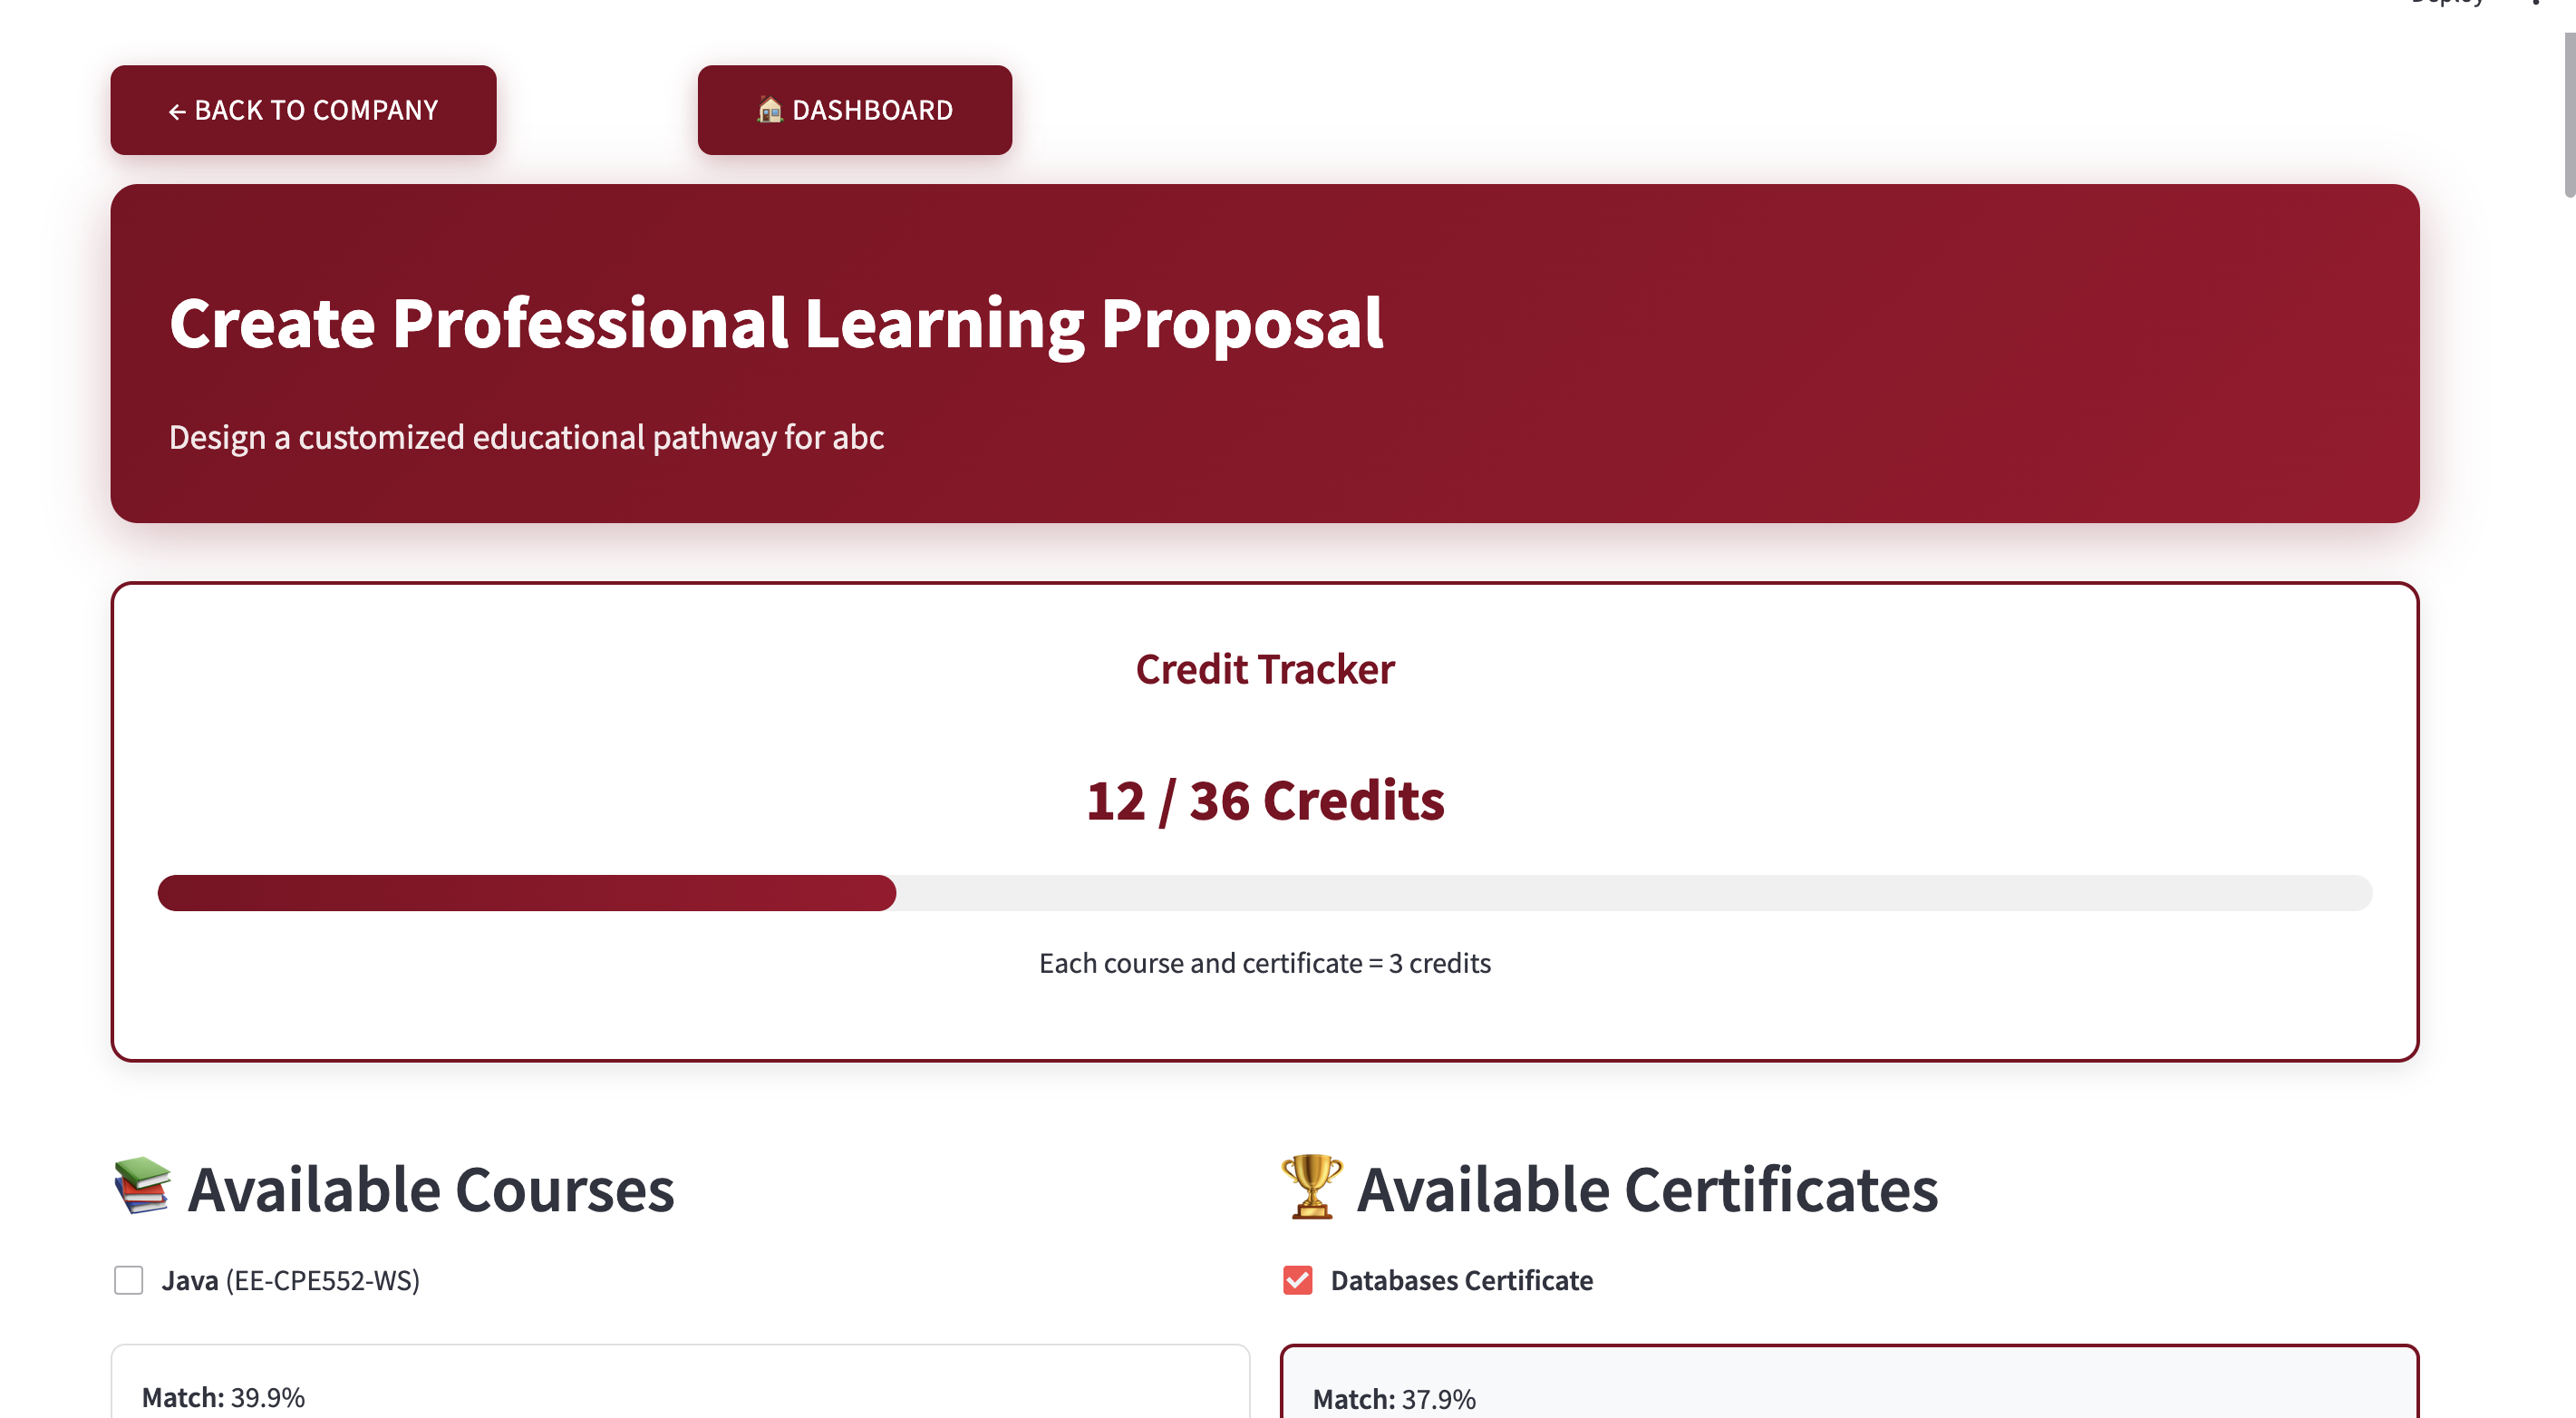 Deploy
← BACK TO COMPANY
🏠 DASHBOARD
Create Professional Learning Proposal
Design a customized educational pathway for abc
Credit Tracker
12 / 36 Credits
Each course and certificate = 3 credits
📚 Available Courses
🏆 Available Certificates
Java (EE-CPE552-WS)
Databases Certificate
Match: 39.9%
Match: 37.9%